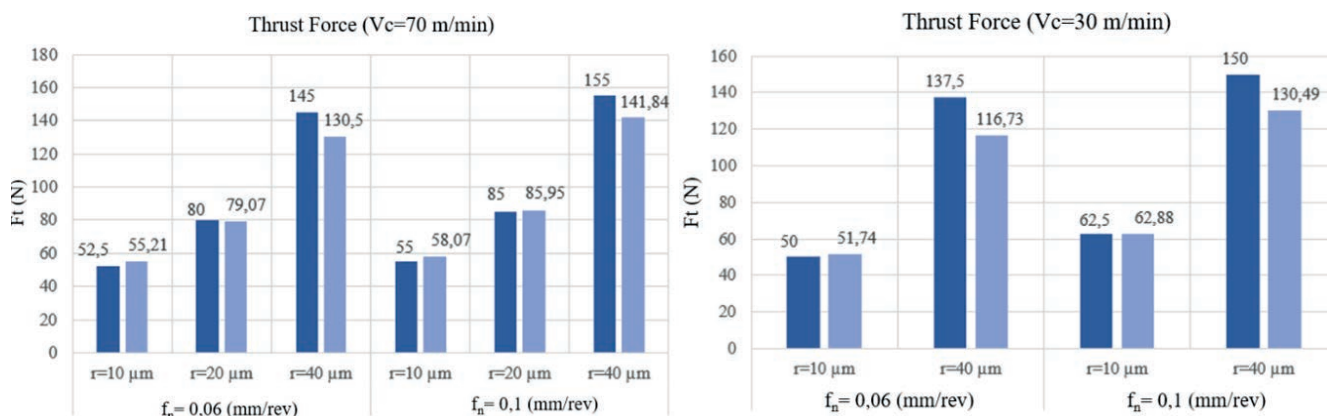 Thrust Force (Vc=70 m/min)
Ft (N)
180
160
140
120
100
80
60
40
20
0
52,5 55,21 80 79,07 145 130,5 55 58,07 85 85,95 155 141,84
r=10 µm r=20 µm r=40 µm r=10 µm r=20 µm r=40 µm
fn= 0,06 (mm/rev) fn= 0,1 (mm/rev)
Thrust Force (Vc=30 m/min)
Ft (N)
160
140
120
100
80
60
40
20
0
50 51,74 137,5 116,73 62,5 62,88 150 130,49
r=10 µm r=40 µm r=10 µm r=40 µm
fn= 0,06 (mm/rev) fn= 0,1 (mm/rev)